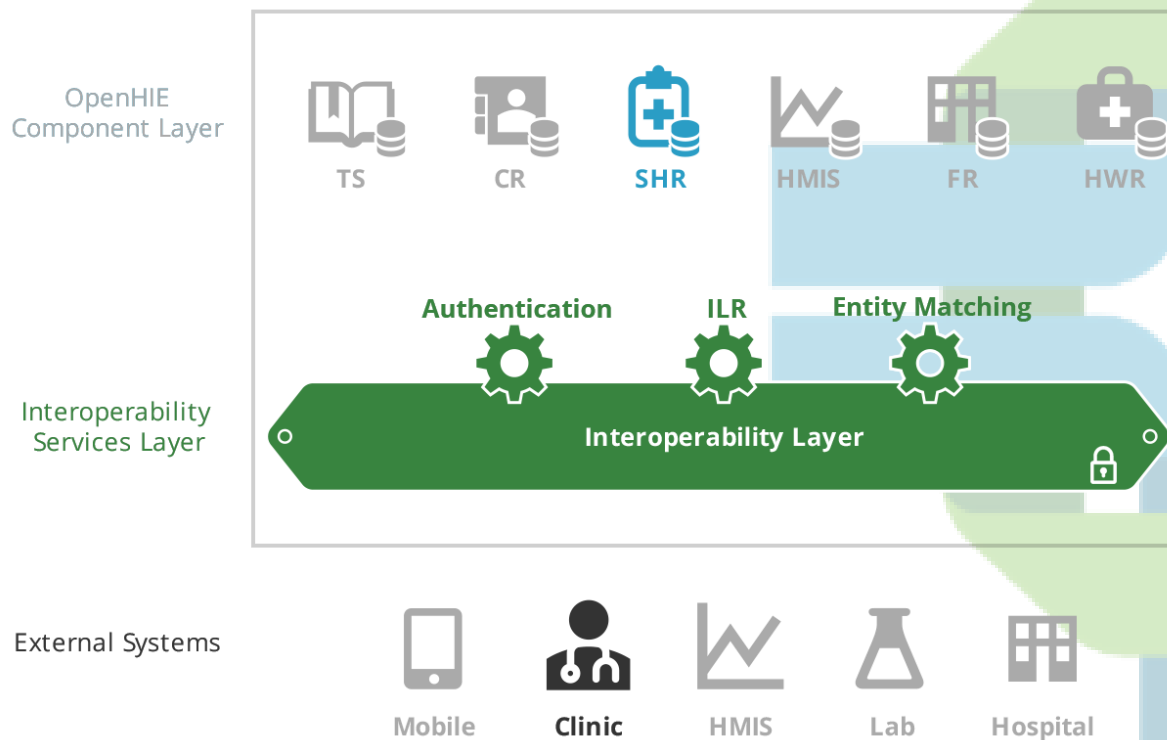 OpenHIE
Component Layer
TS
CR
SHR
HMIS
FR
HWR
Authentication
ILR
Entity Matching
Interoperability
Services Layer
Interoperability Layer
External Systems
Mobile
Clinic
HMIS
Lab
Hospital